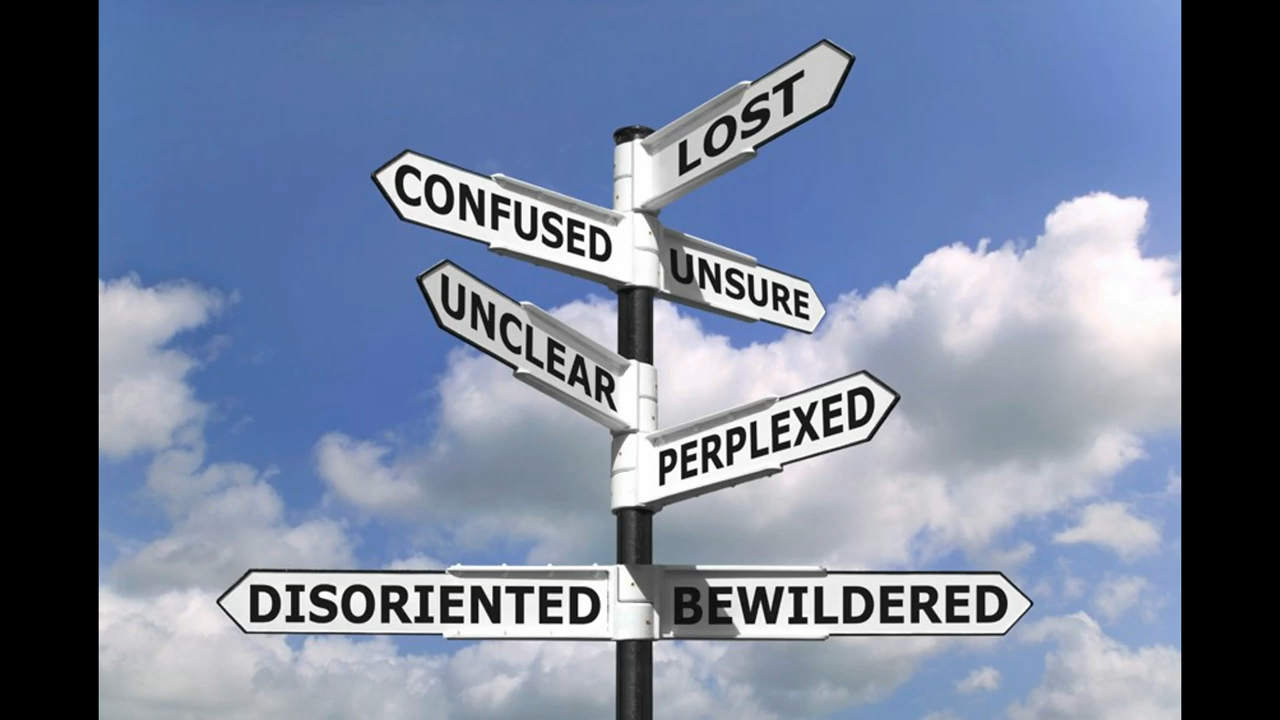 LOST
CONFUSED
UNSURE
UNCLEAR
PERPLEXED
DISORIENTED
BEWILDERED